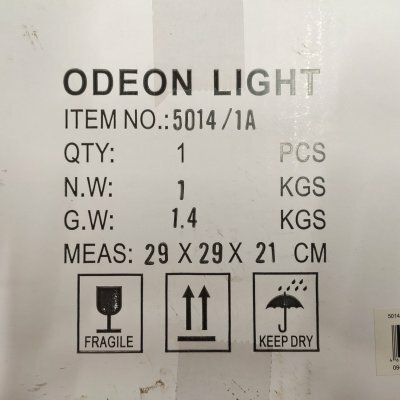 ODEON LIGHT
ITEM NO.: 5014/1A
QTY: 1 PCS
N.W: 1 KGS
G.W: 1.4 KGS
MEAS: 29 X 29 X 21 CM
FRAGILE
KEEP DRY
5014